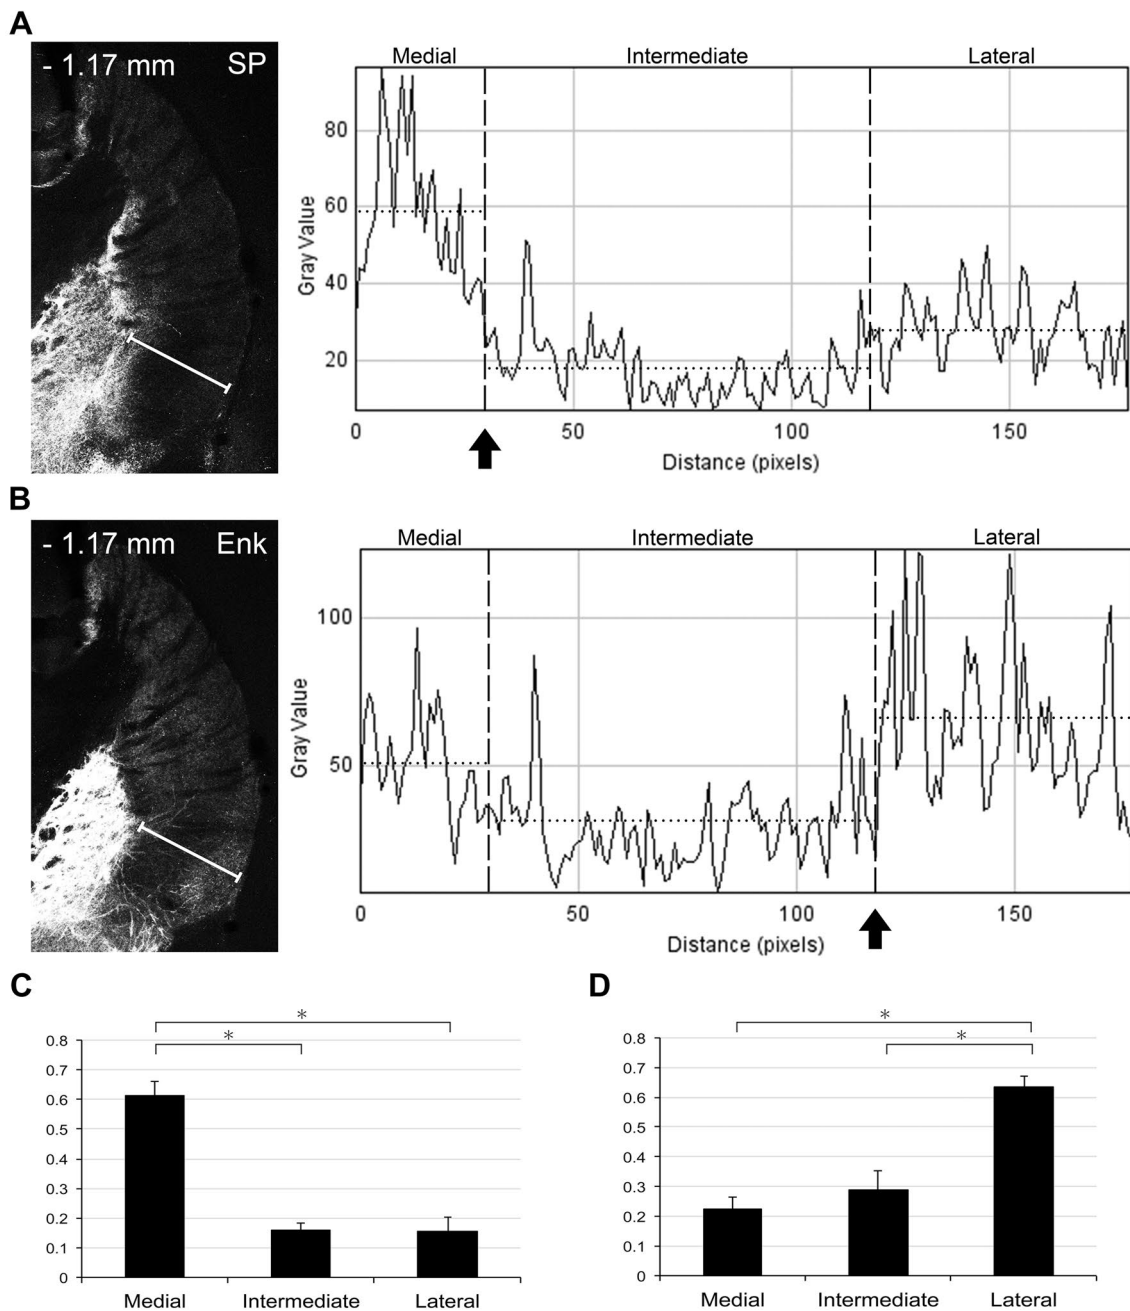 A
- 1.17 mm SP
Medial Intermediate Lateral
80
60
40
20
Gray Value
0 50 100 150
Distance (pixels)
B
- 1.17 mm Enk
Medial Intermediate Lateral
100
50
Gray Value
0 50 100 150
Distance (pixels)
C
* *
0.8
0.7
0.6
0.5
0.4
0.3
0.2
0.1
0
Medial Intermediate Lateral
D
* *
0.8
0.7
0.6
0.5
0.4
0.3
0.2
0.1
0
Medial Intermediate Lateral